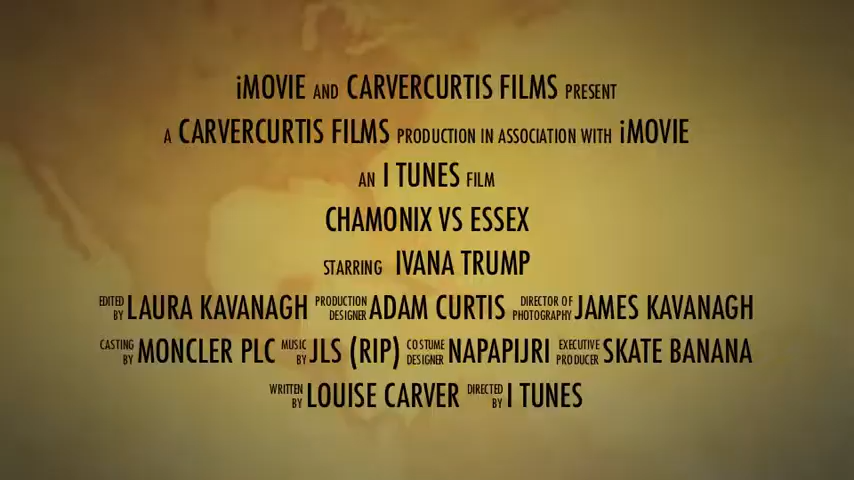 iMOVIE AND CARVERCURTIS FILMS PRESENT
A CARVERCURTIS FILMS PRODUCTION IN ASSOCIATION WITH iMOVIE
AN I TUNES FILM
CHAMONIX VS ESSEX
STARRING IVANA TRUMP
EDITED BY LAURA KAVANAGH PRODUCTION DESIGNER ADAM CURTIS DIRECTOR OF PHOTOGRAPHY JAMES KAVANAGH
CASTING BY MONCLER PLC MUSIC BY JLS (RIP) COSTUME DESIGNER NAPAPIJRI EXECUTIVE PRODUCER SKATE BANANA
WRITTEN BY LOUISE CARVER DIRECTED BY I TUNES